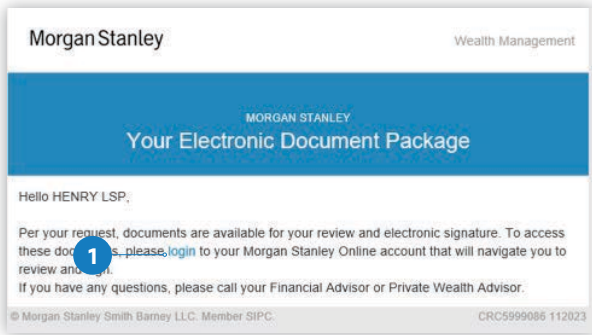 Morgan Stanley
Wealth Management
MORGAN STANLEY
Your Electronic Document Package
Hello HENRY LSP,
Per your request, documents are available for your review and electronic signature. To access
these please login to your Morgan Stanley Online account that will navigate you to
review and
If you have any questions, please call your Financial Advisor or Private Wealth Advisor.
© Morgan Stanley Smith Barney LLC. Member SIPC.
CRC5999086 112023
1